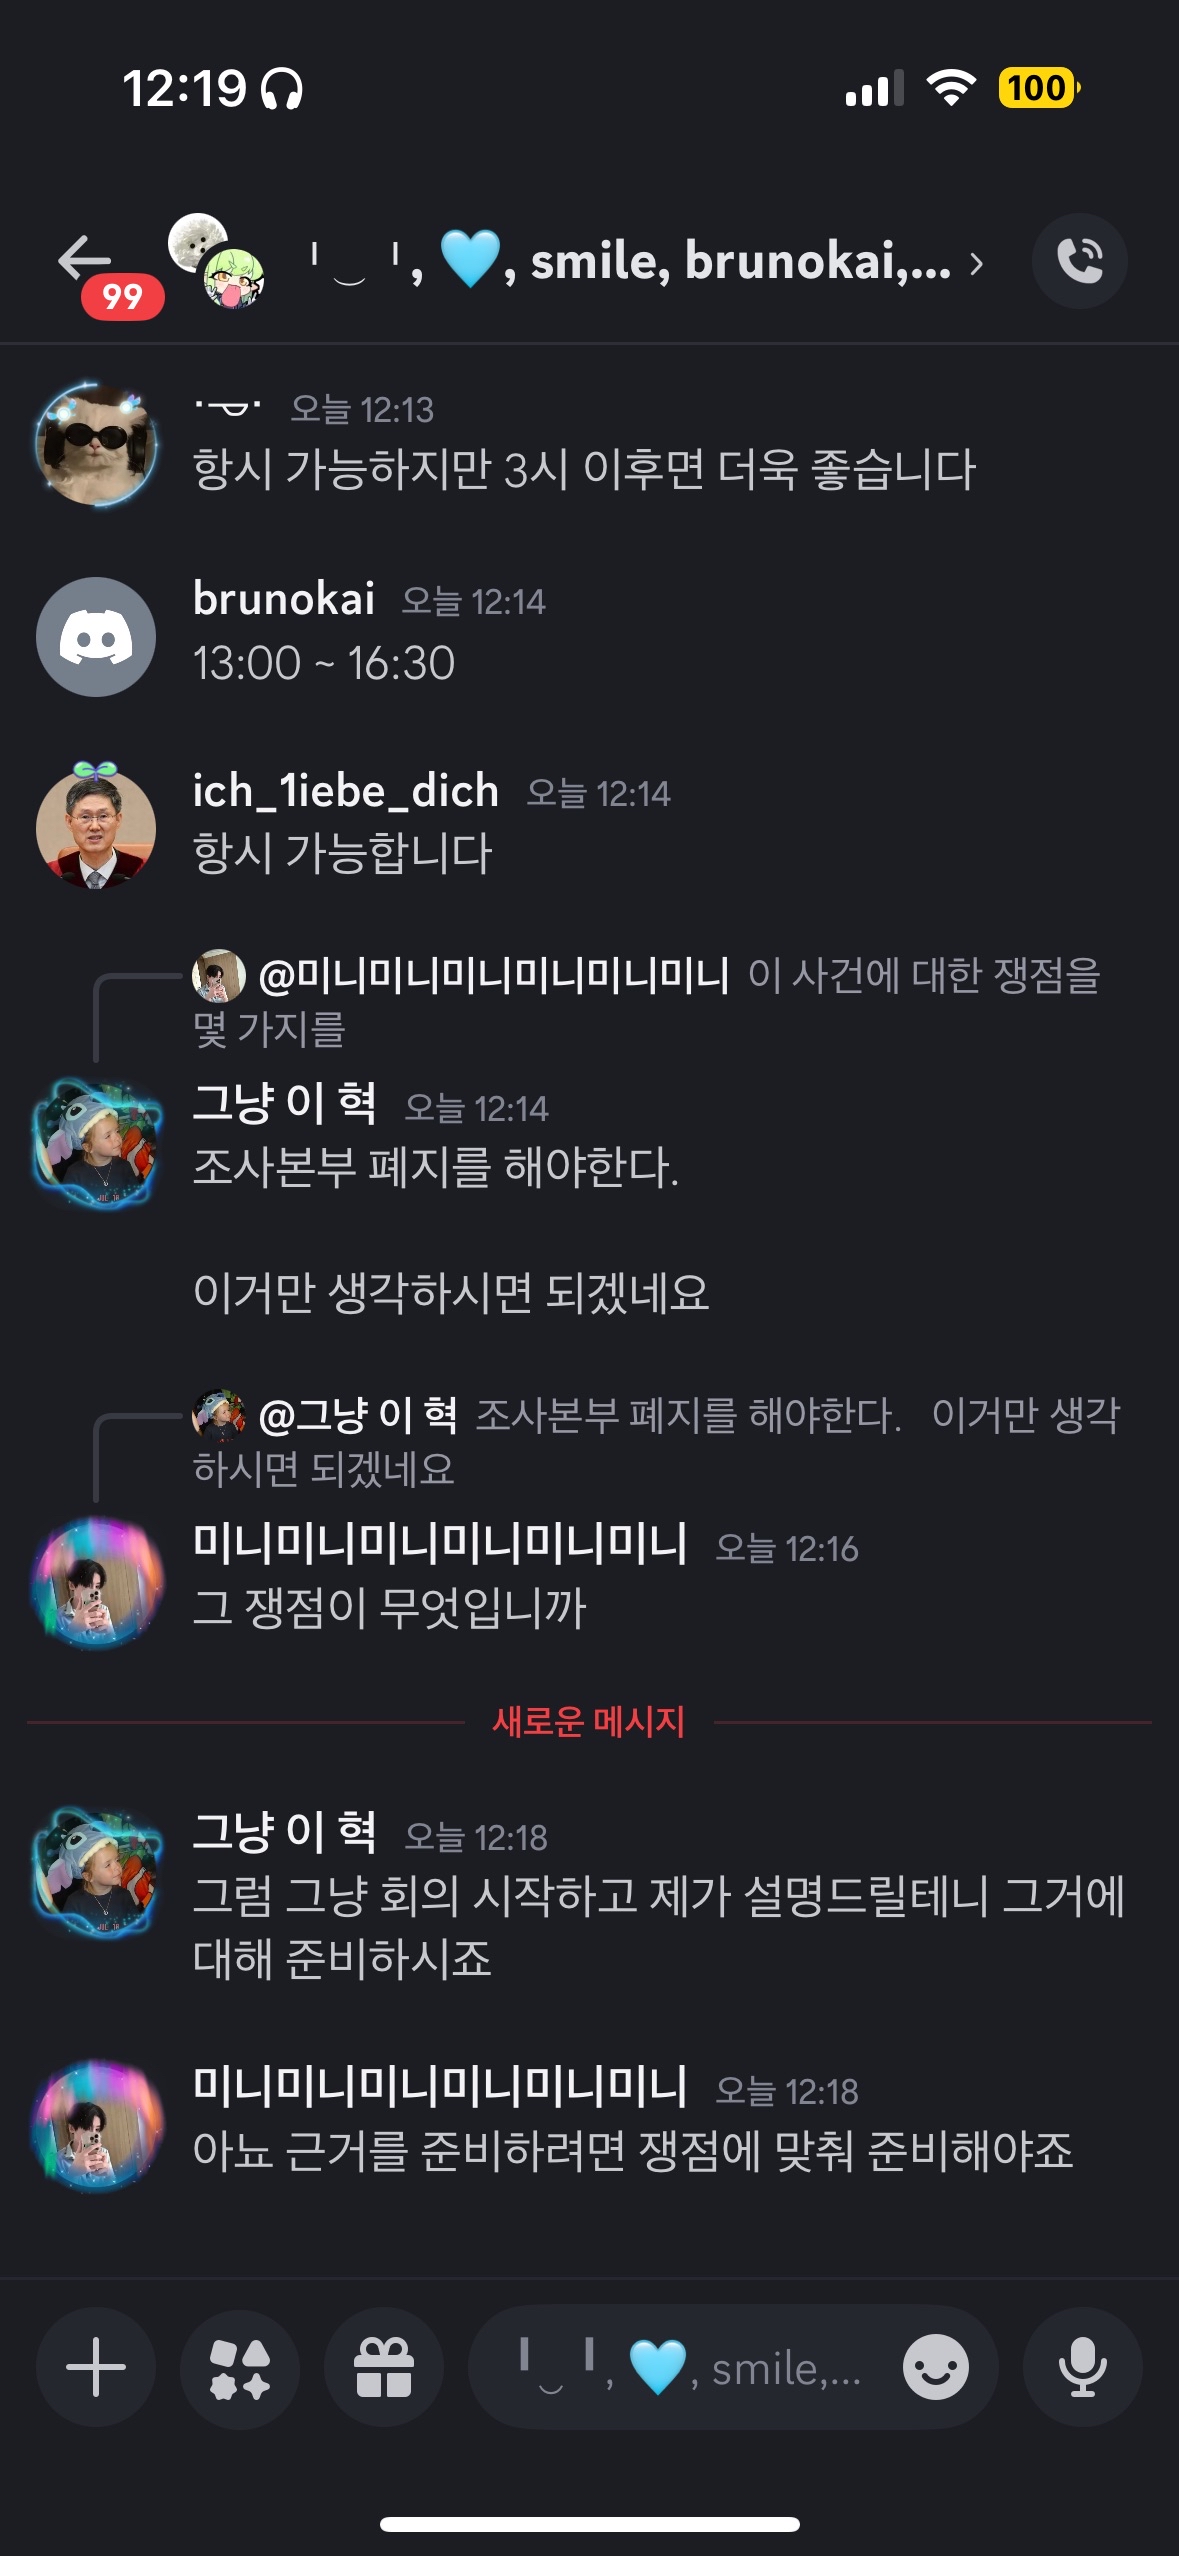 12:19
100
99
╵‿╵, 🩵, smile, brunokai,... ›
오늘 12:13
항시 가능하지만 3시 이후면 더욱 좋습니다
brunokai 오늘 12:14
13:00 ~ 16:30
ich_1iebe_dich 오늘 12:14
항시 가능합니다
@미니미니미니미니미니미니 이 사건에 대한 쟁점을
몇 가지를
그냥 이 혁 오늘 12:14
조사본부 폐지를 해야한다.
이거만 생각하시면 되겠네요
@그냥 이 혁 조사본부 폐지를 해야한다. 이거만 생각
하시면 되겠네요
미니미니미니미니미니미니 오늘 12:16
그 쟁점이 무엇입니까
새로운 메시지
그냥 이 혁 오늘 12:18
그럼 그냥 회의 시작하고 제가 설명드릴테니 그거에
대해 준비하시죠
미니미니미니미니미니미니 오늘 12:18
아뇨 근거를 준비하려면 쟁점에 맞춰 준비해야죠
╵‿╵, 🩵, smile,...